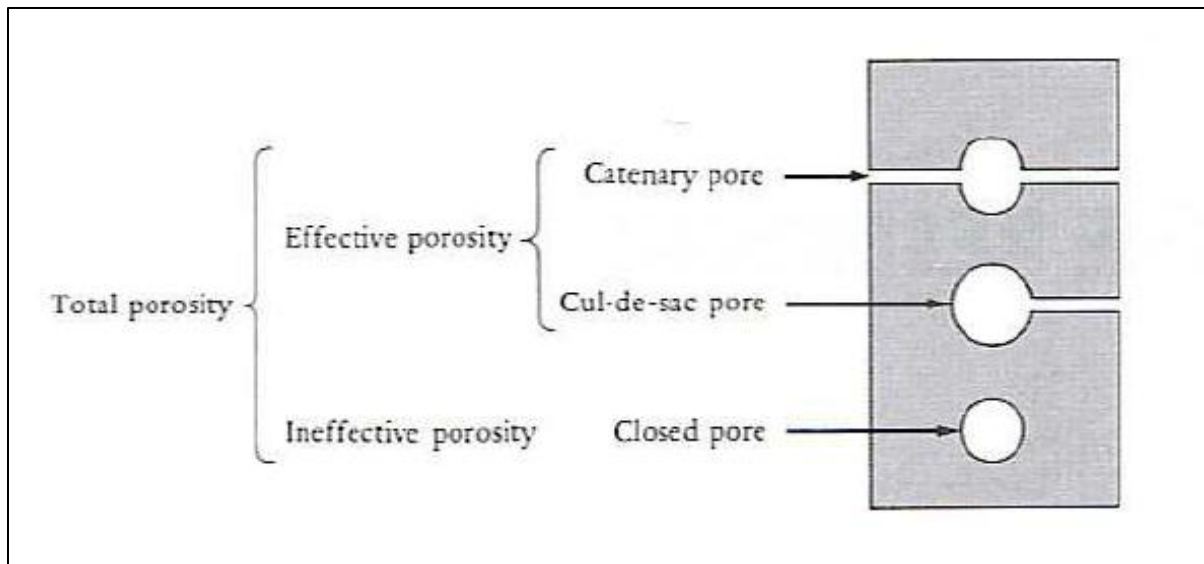 Catenary pore
Effective porosity
Cul-de-sac pore
Total porosity
Ineffective porosity
Closed pore